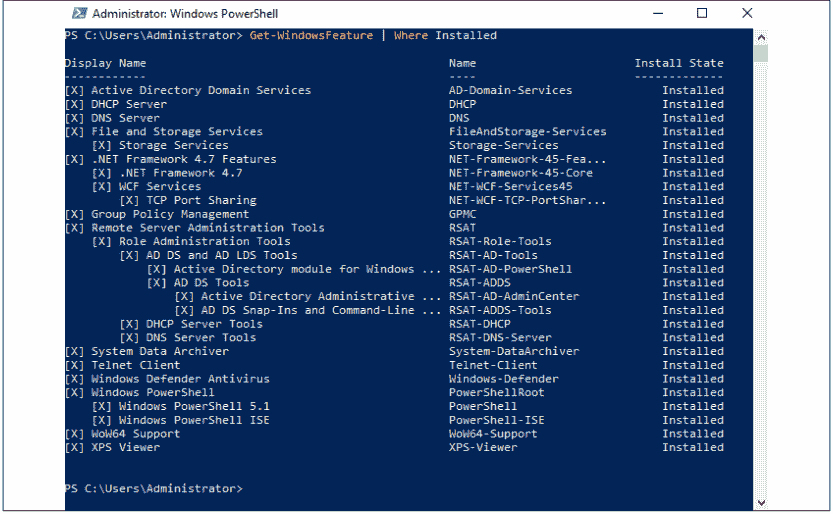 Administrator: Windows PowerShell
PS C:\Users\Administrator> Get-WindowsFeature | Where Installed
Display Name Name Install State
------------ ---- -------------
[X] Active Directory Domain Services AD-Domain-Services Installed
[X] DHCP Server DHCP Installed
[X] DNS Server DNS Installed
[X] File and Storage Services FileAndStorage-Services Installed
[X] Storage Services Storage-Services Installed
[X] .NET Framework 4.7 Features NET-Framework-45-Fea... Installed
[X] .NET Framework 4.7 NET-Framework-45-Core Installed
[X] WCF Services NET-WCF-Services45 Installed
[X] TCP Port Sharing NET-WCF-TCP-PortShar... Installed
[X] Group Policy Management GPMC Installed
[X] Remote Server Administration Tools RSAT Installed
[X] Role Administration Tools RSAT-Role-Tools Installed
[X] AD DS and AD LDS Tools RSAT-AD-Tools Installed
[X] Active Directory module for Windows ... RSAT-AD-PowerShell Installed
[X] AD DS Tools RSAT-ADDS Installed
[X] Active Directory Administrative ... RSAT-AD-AdminCenter Installed
[X] AD DS Snap-Ins and Command-Line ... RSAT-ADDS-Tools Installed
[X] DHCP Server Tools RSAT-DHCP Installed
[X] DNS Server Tools RSAT-DNS-Server Installed
[X] System Data Archiver System-DataArchiver Installed
[X] Telnet Client Telnet-Client Installed
[X] Windows Defender Antivirus Windows-Defender Installed
[X] Windows PowerShell PowerShellRoot Installed
[X] Windows PowerShell 5.1 PowerShell Installed
[X] Windows PowerShell ISE PowerShell-ISE Installed
[X] WoW64 Support WoW64-Support Installed
[X] XPS Viewer XPS-Viewer Installed
PS C:\Users\Administrator>